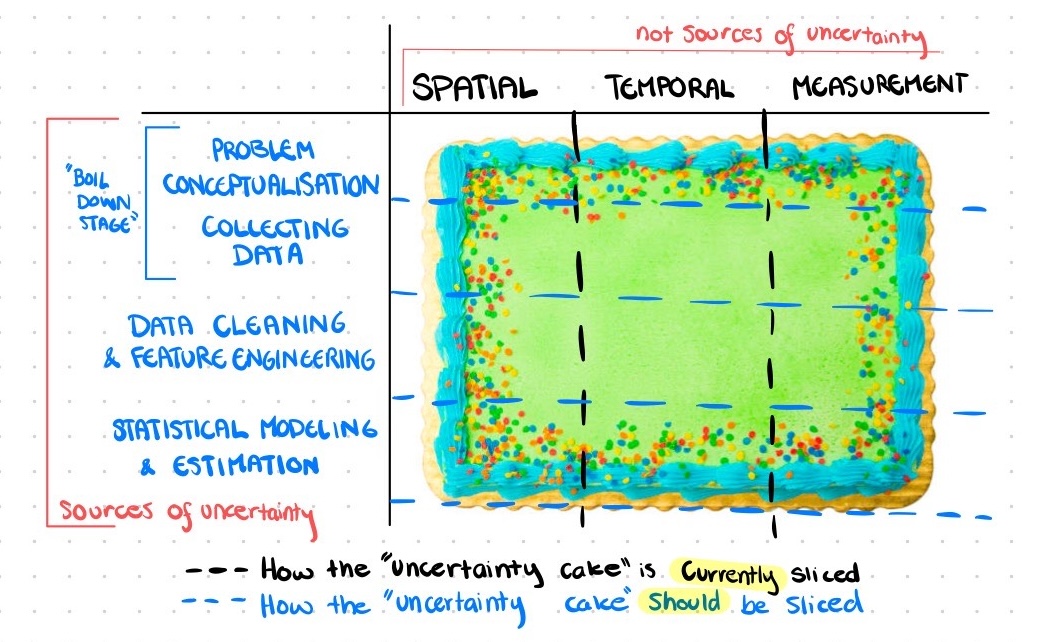 not sources of uncertainty
SPATIAL TEMPORAL MEASUREMENT
"BOIL
DOWN
STAGE"
PROBLEM
CONCEPTUALISATION
COLLECTING
DATA
DATA CLEANING
& FEATURE ENGINEERING
STATISTICAL MODELING
& ESTIMATION
Sources of uncertainty
--- How the "uncertainty cake" is Currently sliced
--- How the "uncertainty cake" Should be sliced